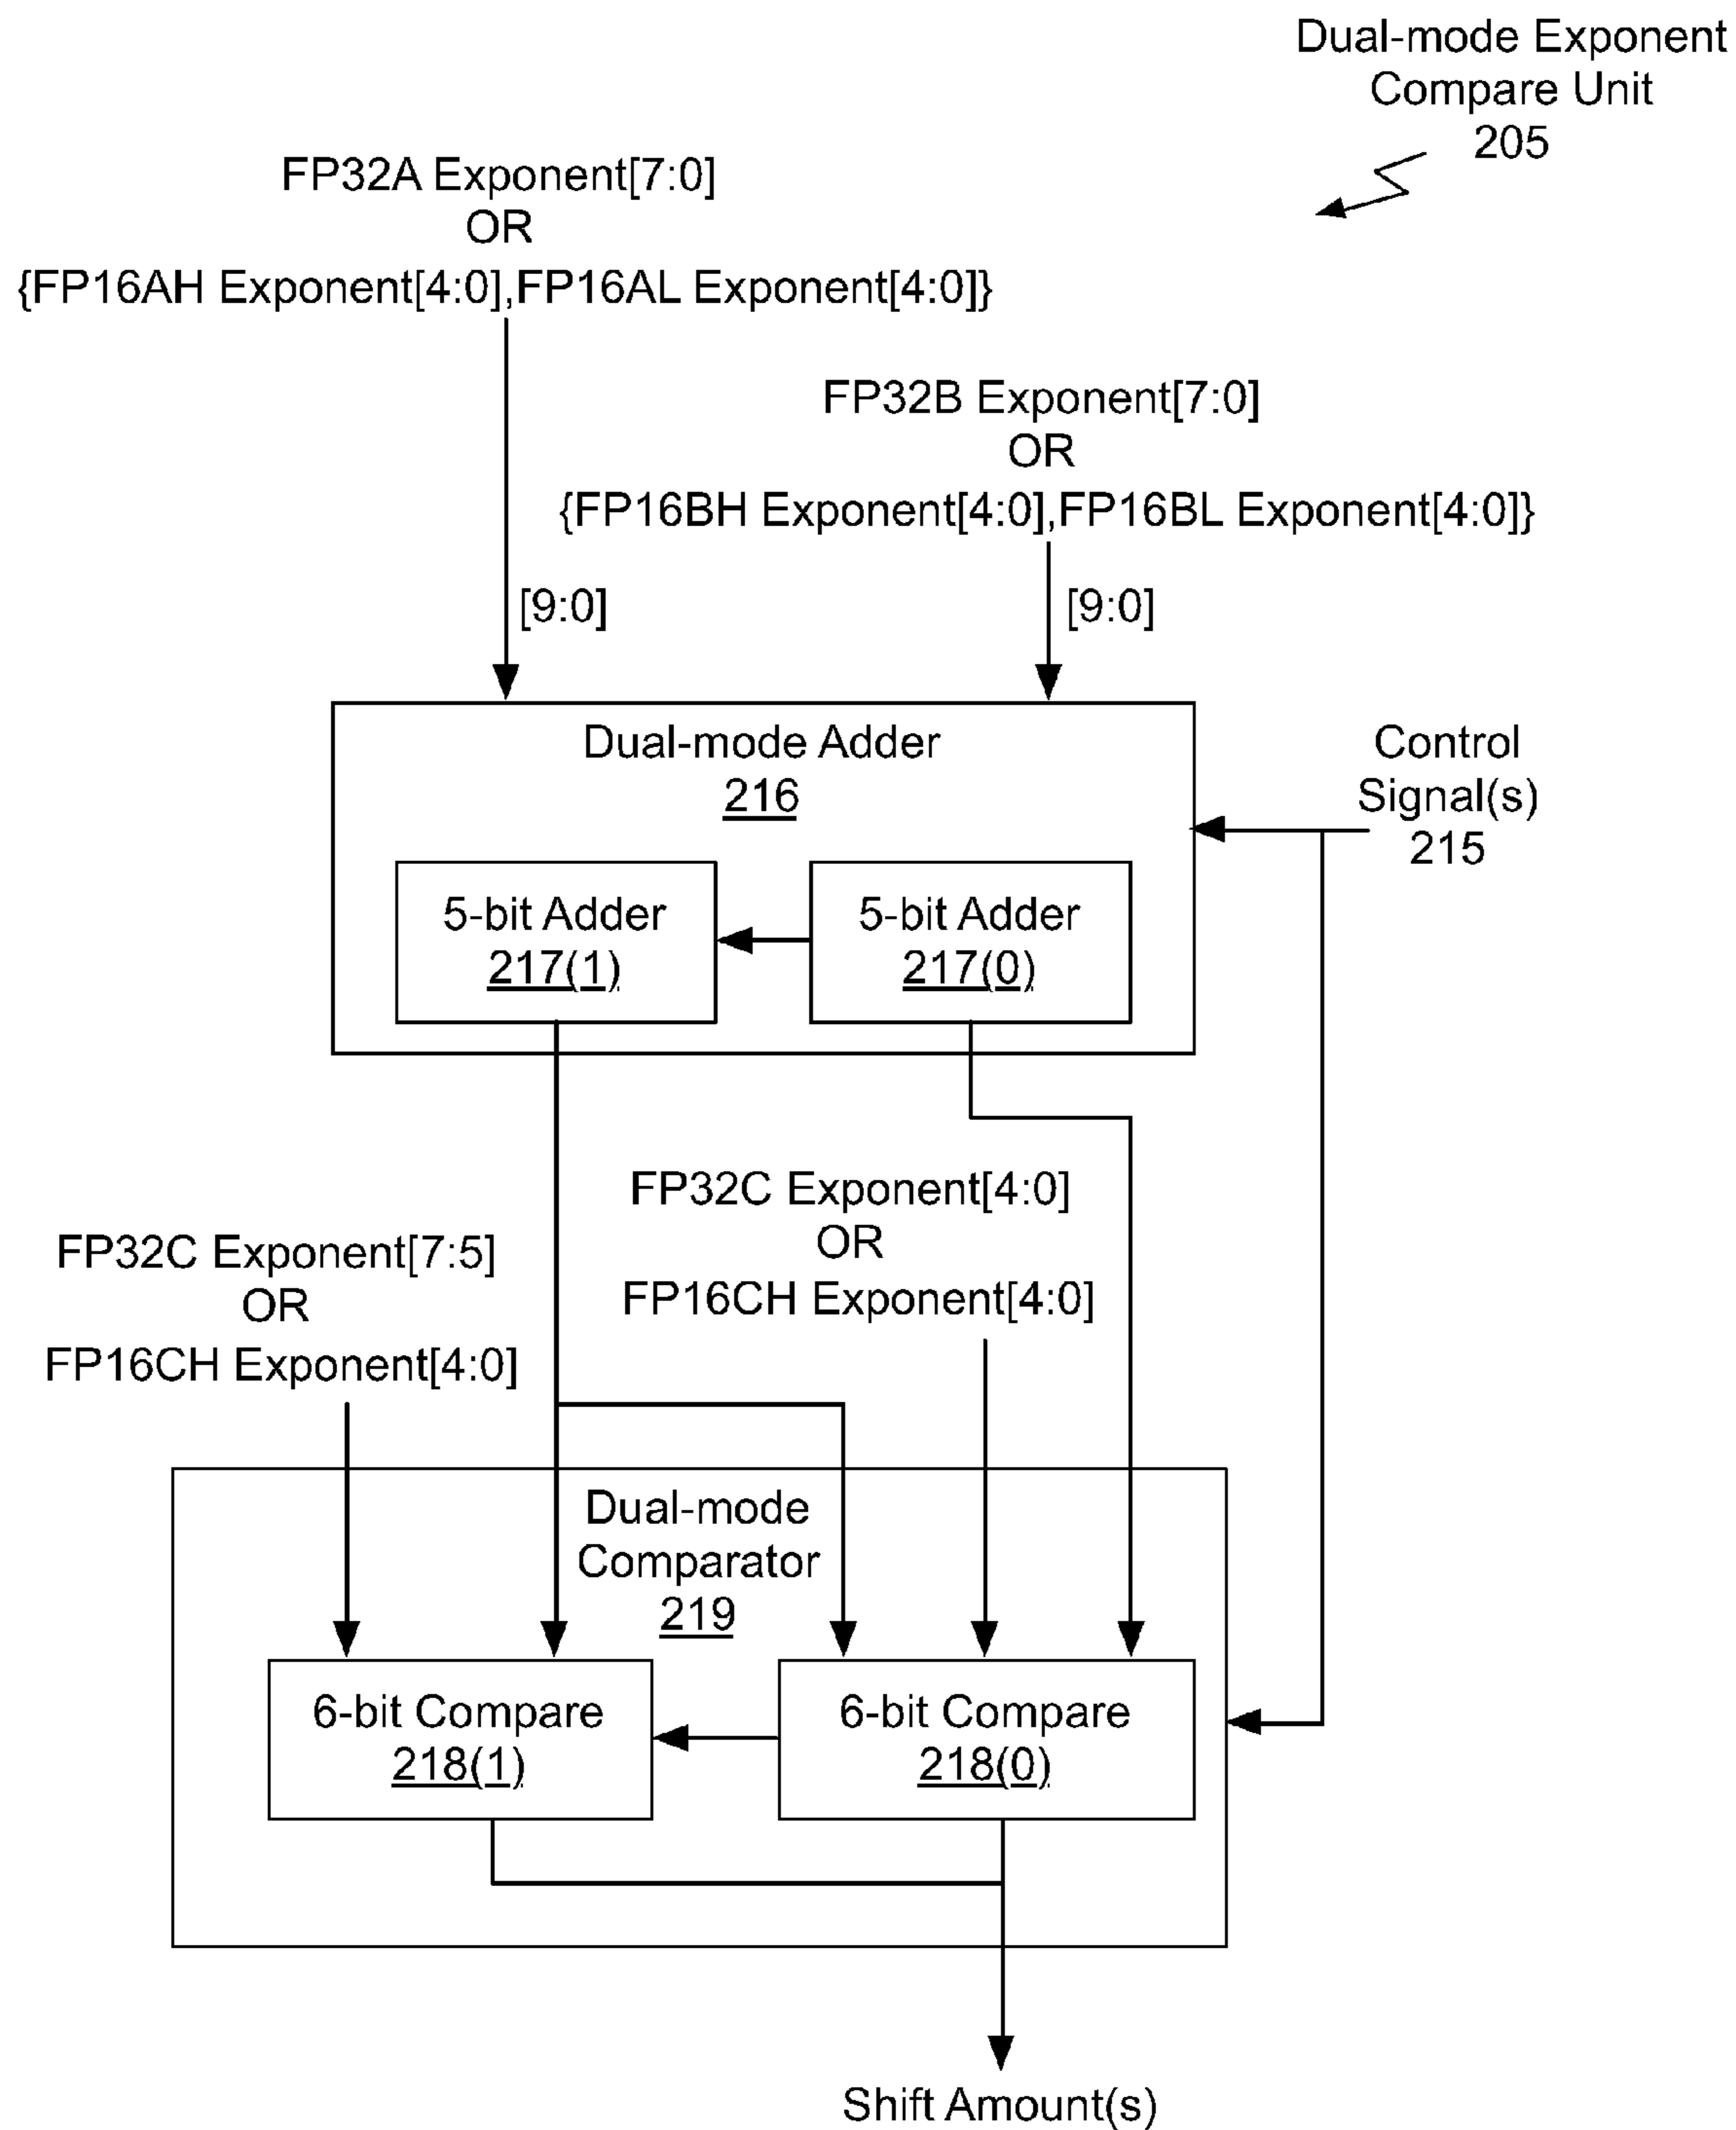 Dual-mode Exponent
Compare Unit
205
FP32A Exponent[7:0]
OR
{FP16AH Exponent[4:0],FP16AL Exponent[4:0]}
FP32B Exponent[7:0]
OR
{FP16BH Exponent[4:0],FP16BL Exponent[4:0]}
[9:0]
[9:0]
Dual-mode Adder
216
Control
Signal(s)
215
5-bit Adder
217(1)
5-bit Adder
217(0)
FP32C Exponent[4:0]
OR
FP16CH Exponent[4:0]
FP32C Exponent[7:5]
OR
FP16CH Exponent[4:0]
Dual-mode
Comparator
219
6-bit Compare
218(1)
6-bit Compare
218(0)
Shift Amount(s)